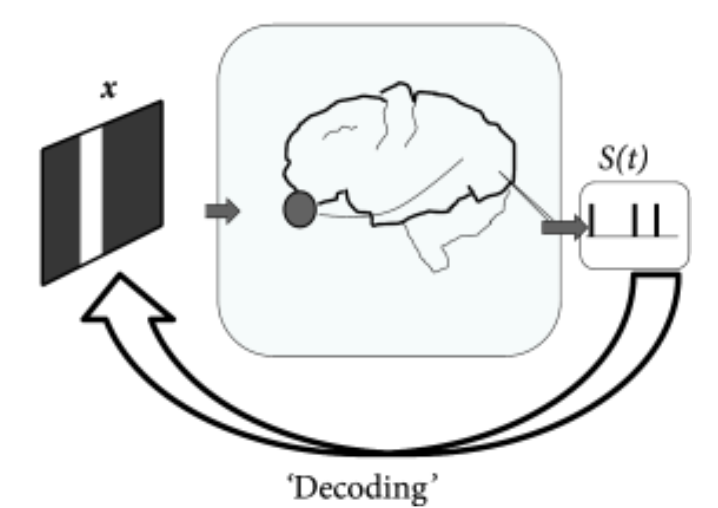 x
S(t)
‘Decoding’